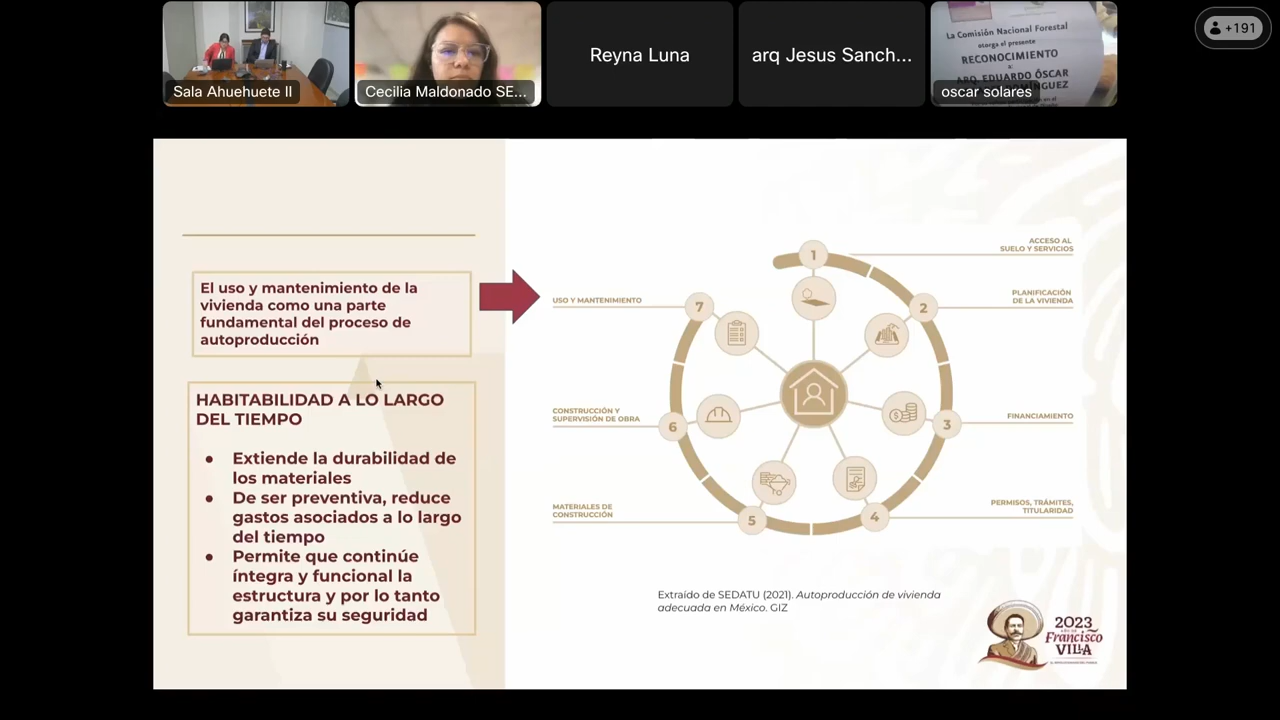 La Comisión Nacional Forestal
otorga el presente
RECONOCIMIENTO
a:
ARQ. EDUARDO ÓSCAR
Sala Ahuehuete II
Cecilia Maldonado SE...
Reyna Luna
arq Jesus Sanch...
oscar solares
+191
El uso y mantenimiento de la
vivienda como una parte
fundamental del proceso de
autoproducción
HABITABILIDAD A LO LARGO
DEL TIEMPO
• Extiende la durabilidad de
los materiales
• De ser preventiva, reduce
gastos asociados a lo largo
del tiempo
• Permite que continúe
íntegra y funcional la
estructura y por lo tanto
garantiza su seguridad
1
ACCESO AL
SUELO Y SERVICIOS
2
PLANIFICACIÓN
DE LA VIVIENDA
3
FINANCIAMIENTO
4
PERMISOS, TRÁMITES,
TITULARIDAD
5
MATERIALES DE
CONSTRUCCIÓN
6
CONSTRUCCIÓN Y
SUPERVISIÓN DE OBRA
7
USO Y MANTENIMIENTO
Extraído de SEDATU (2021). Autoproducción de vivienda
adecuada en México. GIZ
2023
AÑO DE
Francisco
VILLA